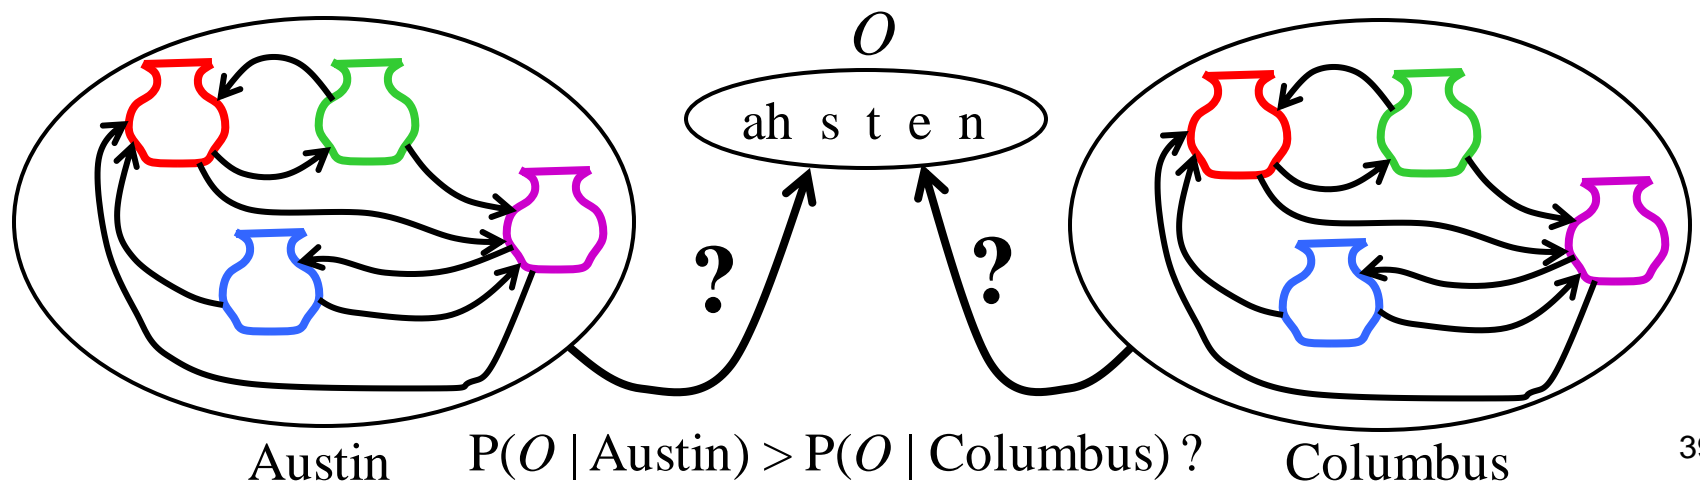 O
ah s t e n
?
?
Austin
P(O | Austin) > P(O | Columbus) ?
Columbus